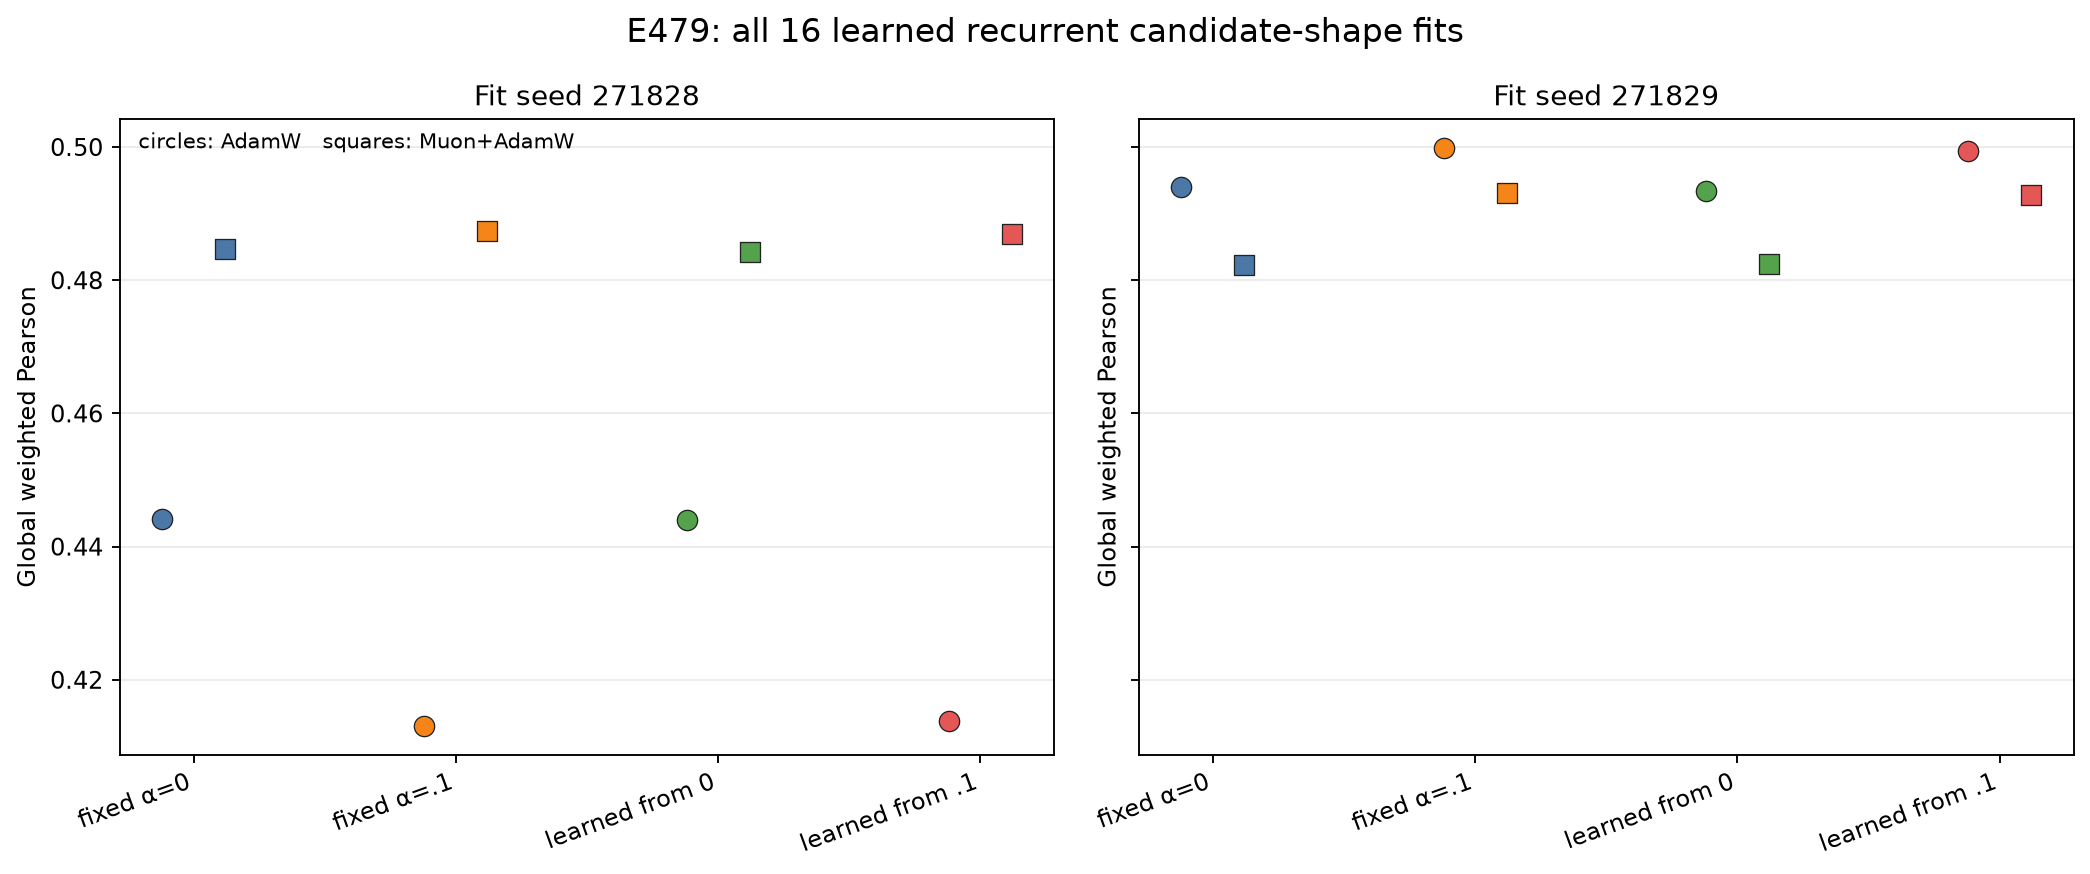 E479: all 16 learned recurrent candidate-shape fits
Fit seed 271828
circles: AdamW   squares: Muon+AdamW
Global weighted Pearson
0.50
0.48
0.46
0.44
0.42
fixed α=0
fixed α=.1
learned from 0
learned from .1
Fit seed 271829
Global weighted Pearson
fixed α=0
fixed α=.1
learned from 0
learned from .1